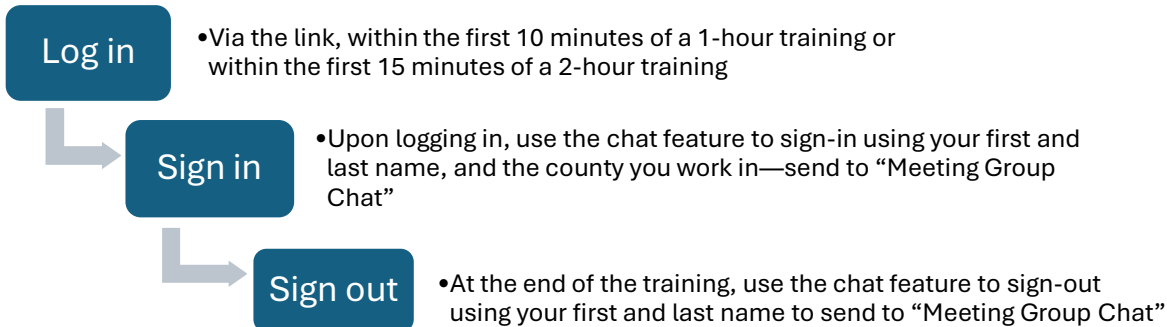 Log in
•Via the link, within the first 10 minutes of a 1-hour training or
within the first 15 minutes of a 2-hour training
Sign in
•Upon logging in, use the chat feature to sign-in using your first and
last name, and the county you work in—send to “Meeting Group
Chat”
Sign out
•At the end of the training, use the chat feature to sign-out
using your first and last name to send to “Meeting Group Chat”